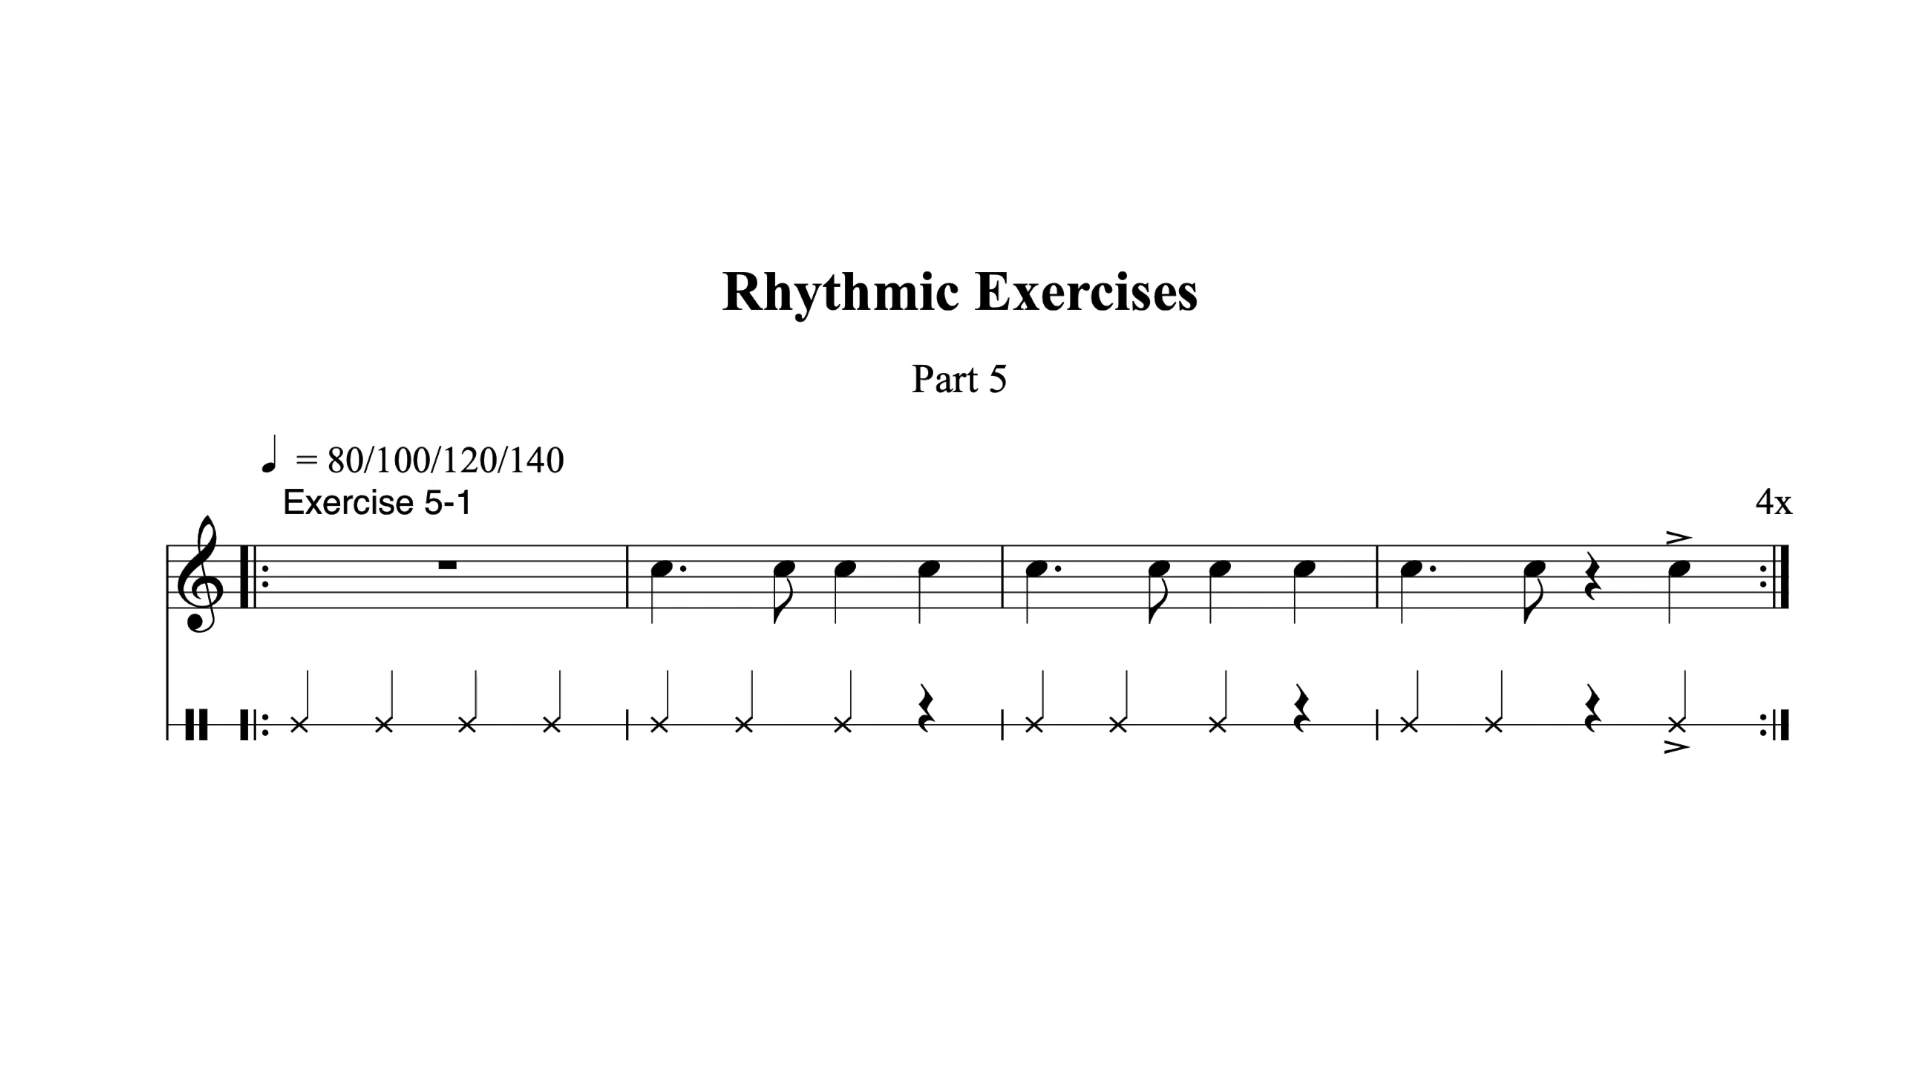 Rhythmic Exercises
Part 5
= 80/100/120/140
Exercise 5-1
4x